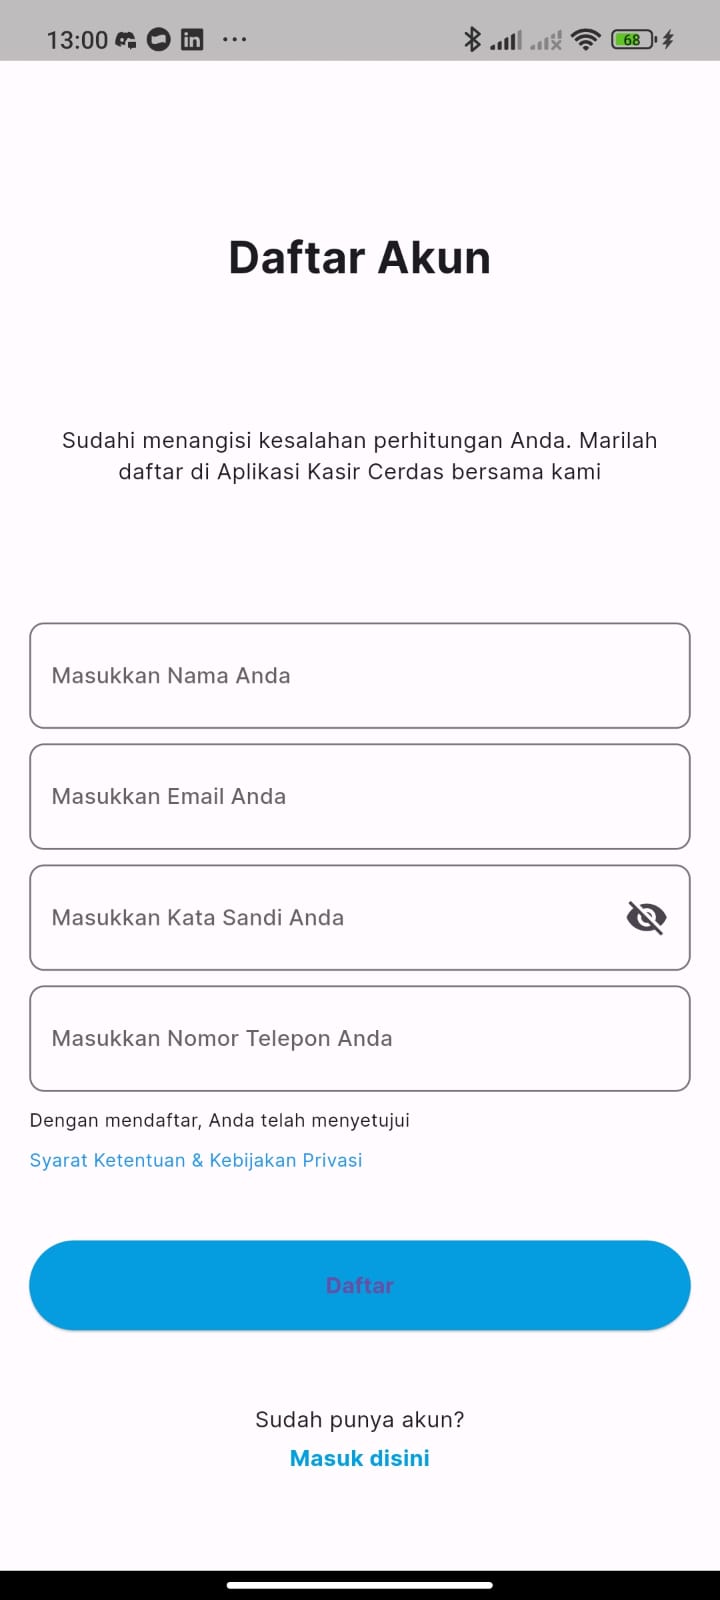 13:00
68
Daftar Akun
Sudahi menangisi kesalahan perhitungan Anda. Marilah
daftar di Aplikasi Kasir Cerdas bersama kami
Masukkan Nama Anda
Masukkan Email Anda
Masukkan Kata Sandi Anda
Masukkan Nomor Telepon Anda
Dengan mendaftar, Anda telah menyetujui
Syarat Ketentuan & Kebijakan Privasi
Daftar
Sudah punya akun?
Masuk disini